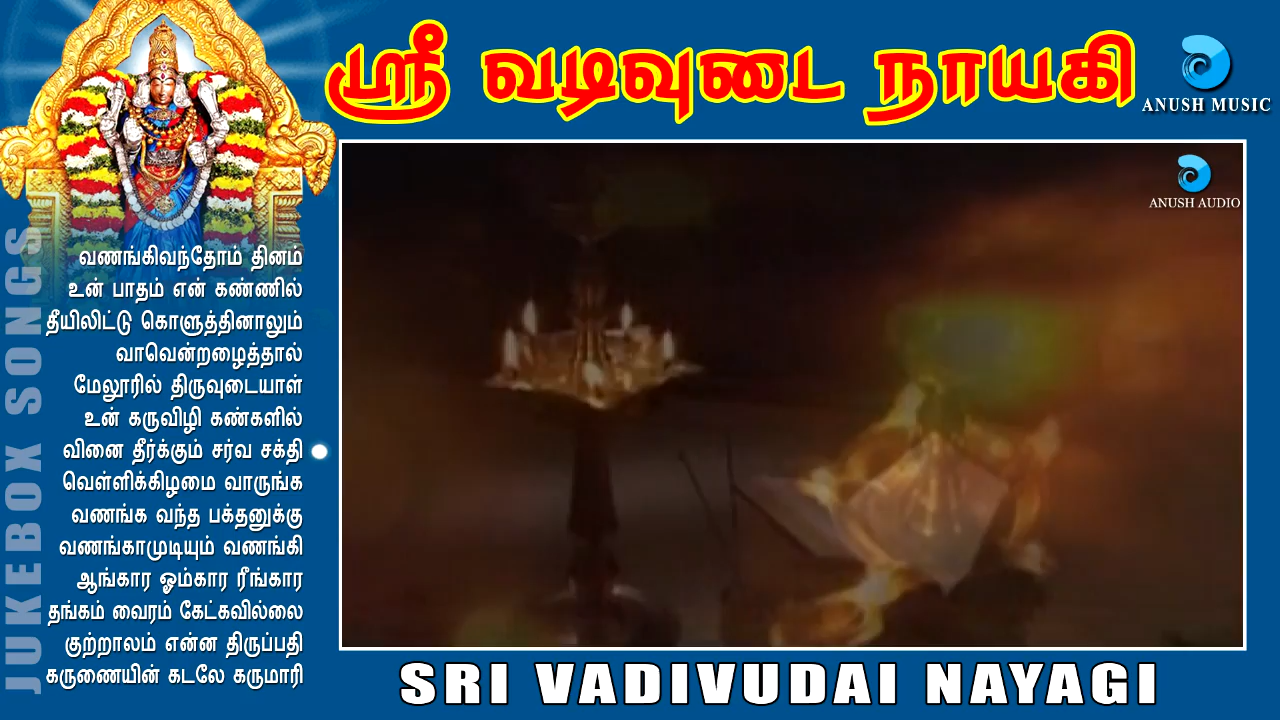 ஸ்ரீ வடிவுடை நாயகி
ANUSH MUSIC
ANUSH AUDIO
JUKEBOX SONGS
வணங்கிவந்தோம் தினம்
உன் பாதம் என் கண்ணில்
தீயிலிட்டு கொளுத்தினாலும்
வாவென்றழைத்தால்
மேலூரில் திருவுடையாள்
உன் கருவிழி கண்களில்
வினை தீர்க்கும் சர்வ சக்தி
வெள்ளிக்கிழமை வாருங்க
வணங்க வந்த பக்தனுக்கு
வணங்காமுடியும் வணங்கி
ஆங்கார ஓம்கார ரீங்கார
தங்கம் வைரம் கேட்கவில்லை
குற்றாலம் என்ன திருப்பதி
கருணையின் கடலே கருமாரி
SRI VADIVUDAI NAYAGI